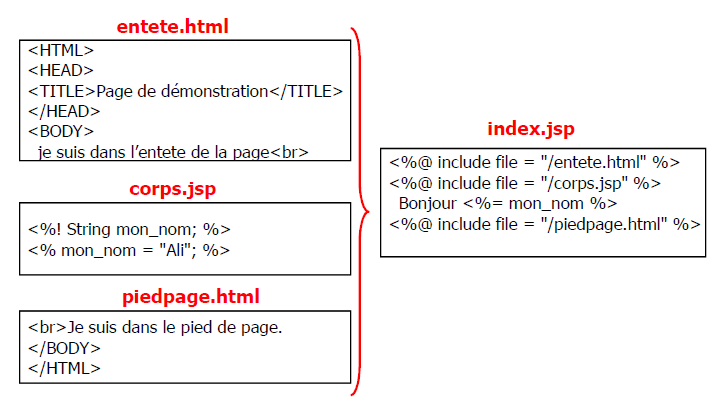 entete.html
<HTML>
<HEAD>
<TITLE>Page de démonstration</TITLE>
</HEAD>
<BODY>
je suis dans l'entete de la page<br>
corps.jsp
<%! String mon_nom; %>
<% mon_nom = "Ali"; %>
piedpage.html
<br>Je suis dans le pied de page.
</BODY>
</HTML>
index.jsp
<%@ include file = "/entete.html" %>
<%@ include file = "/corps.jsp" %>
Bonjour <%= mon_nom %>
<%@ include file = "/piedpage.html" %>